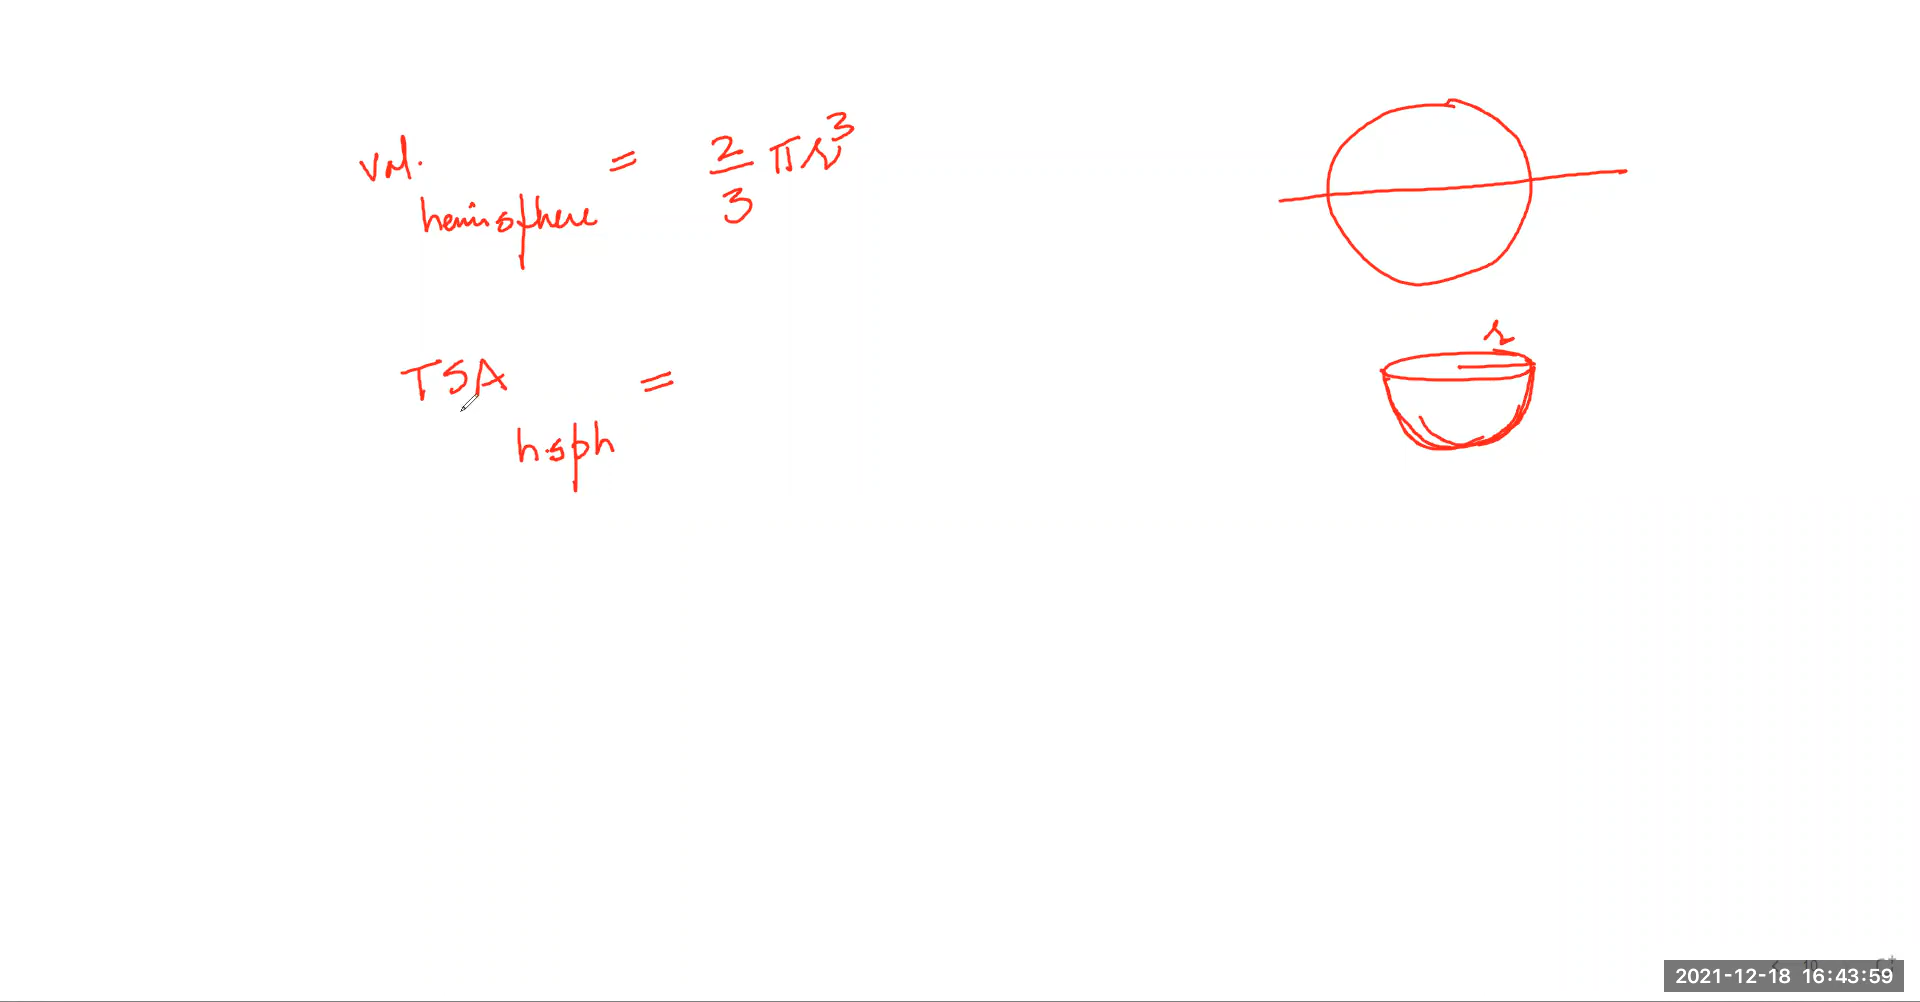 vol. hemisphere = 2/3 πr³
r
TSA h.sph =
2021-12-18 16:43:59